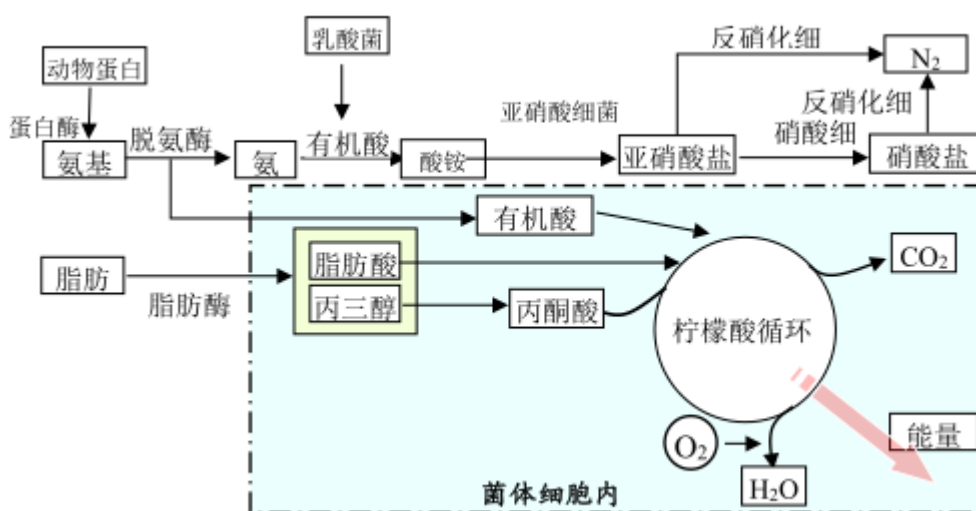 乳酸菌
反硝化细
N₂
动物蛋白
反硝化细
蛋白酶
脱氨酶
有机酸
亚硝酸细菌
硝酸细
氨基
氨
酸铵
亚硝酸盐
硝酸盐
有机酸
脂肪酸
CO₂
脂肪
脂肪酶
丙三醇
丙酮酸
柠檬酸循环
O₂
能量
H₂O
菌体细胞内